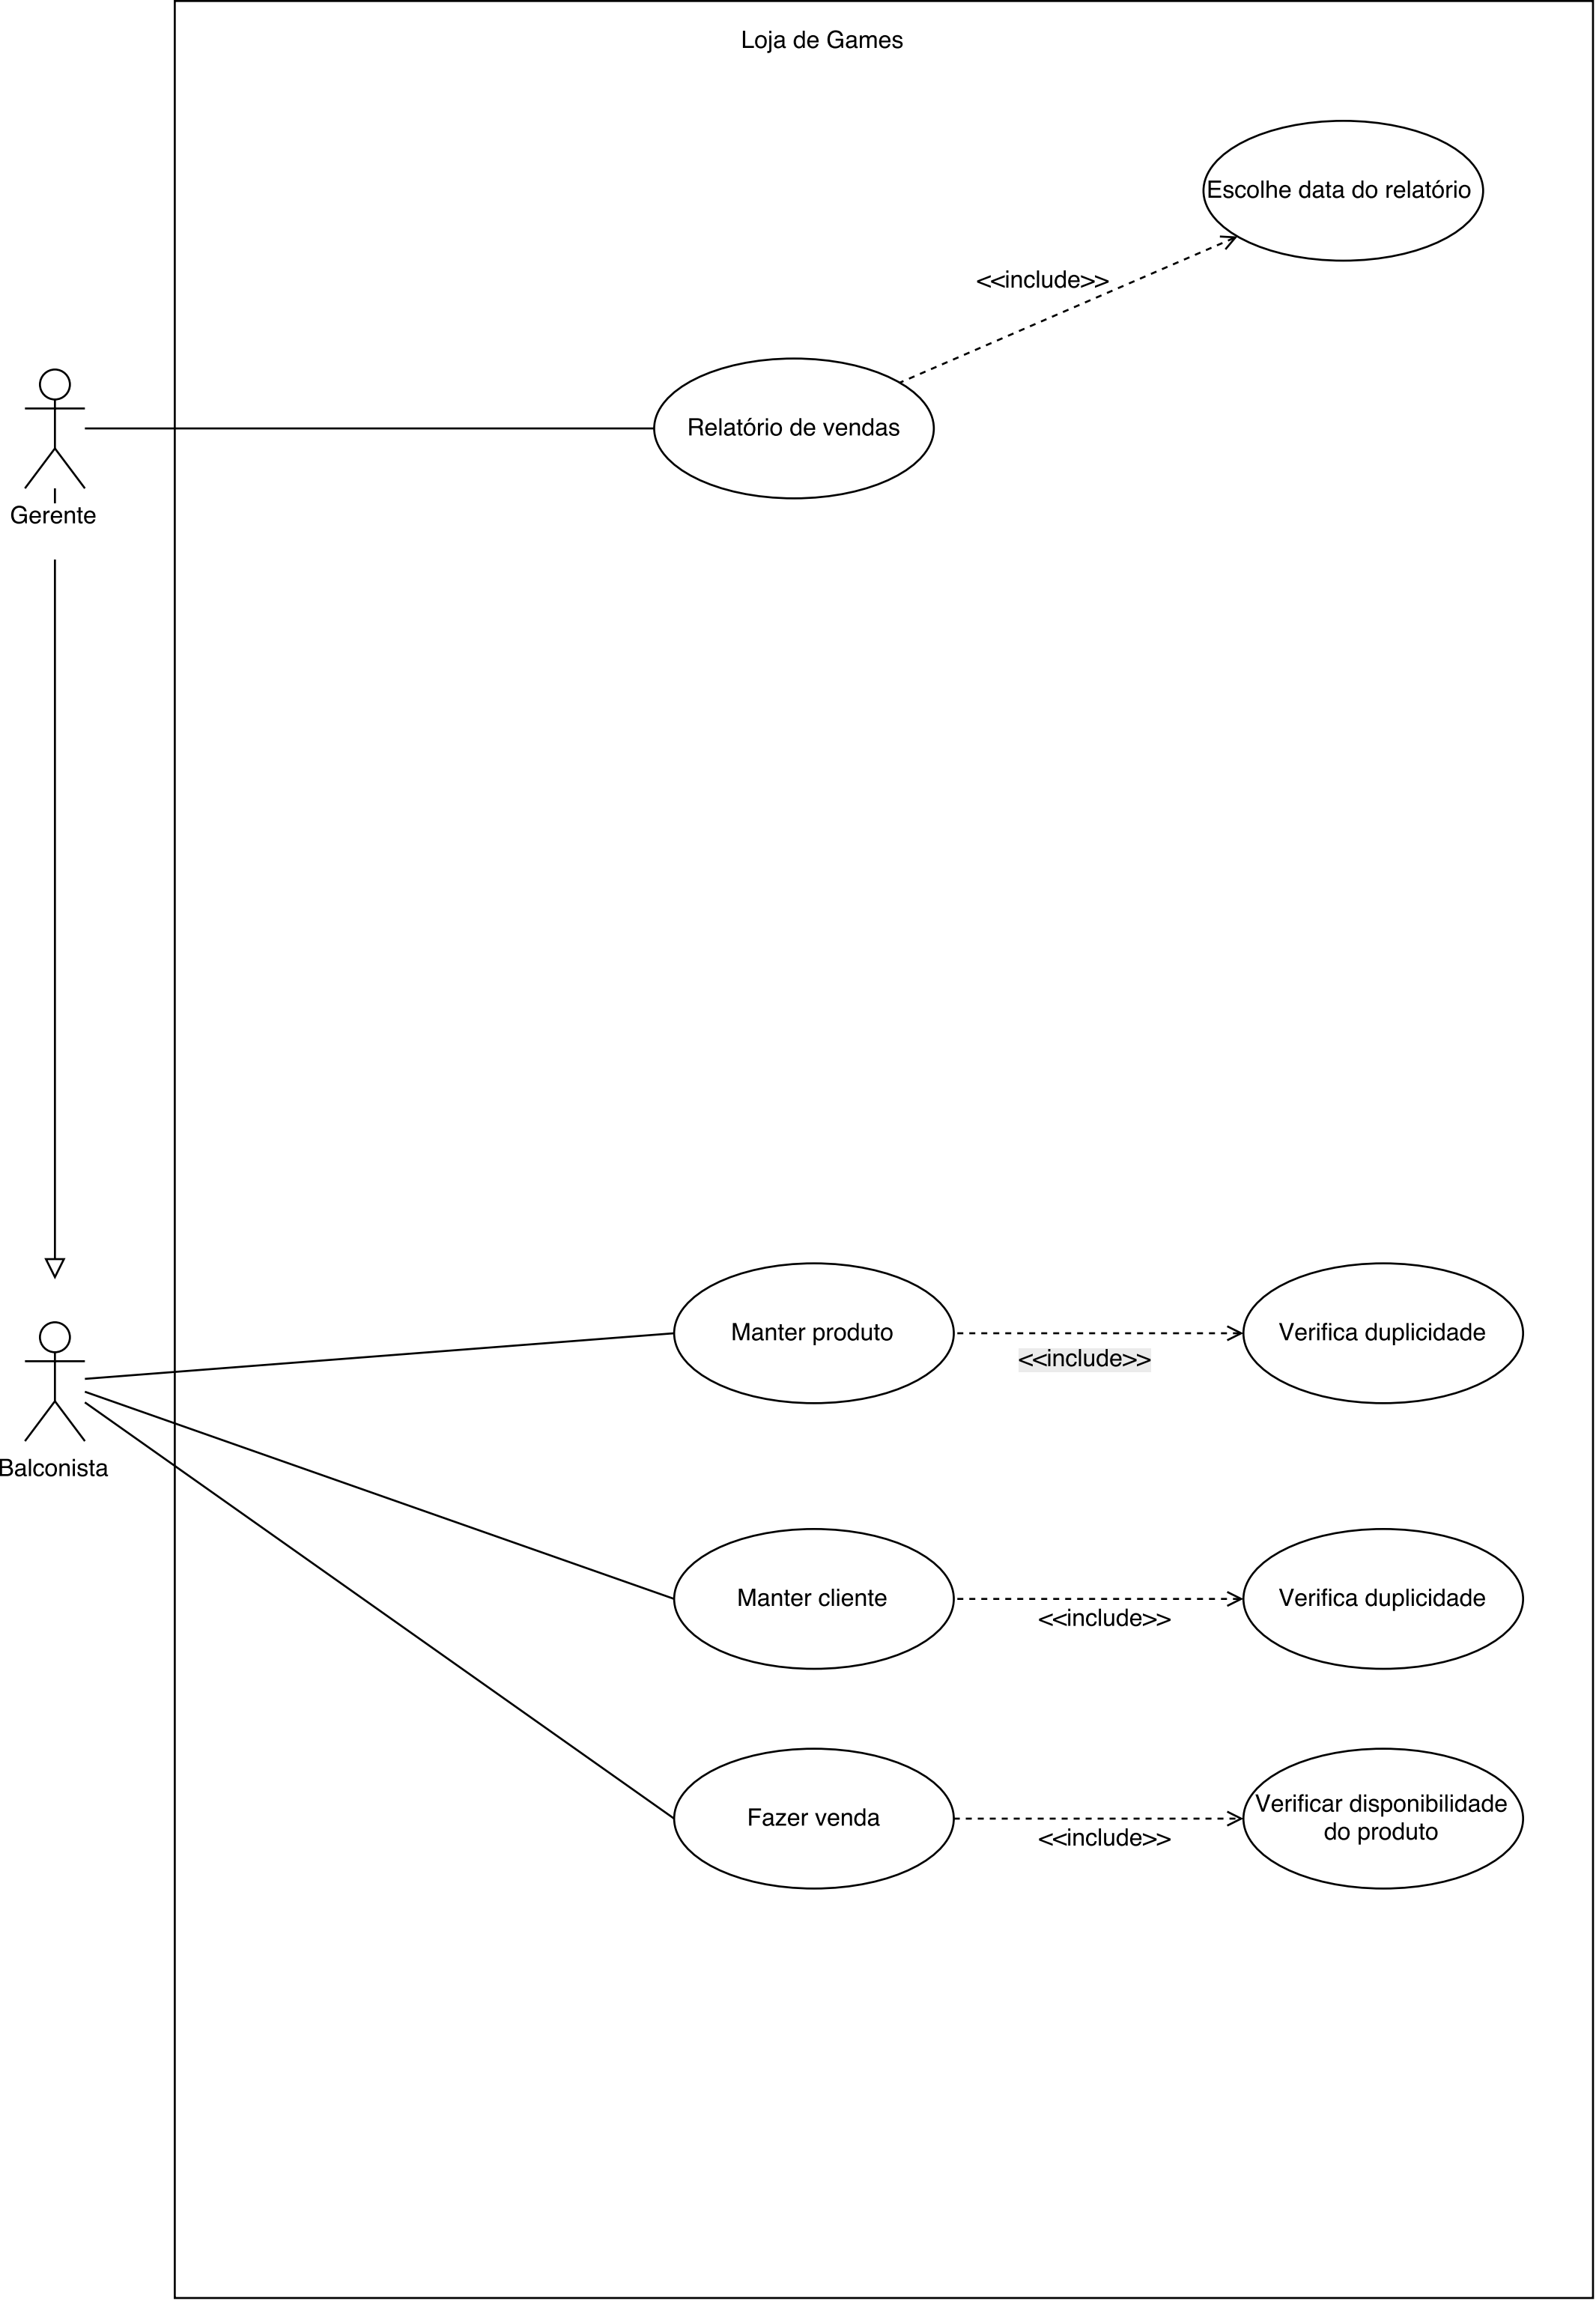 Loja de Games
Escolhe data do relatório
<<include>>
Relatório de vendas
Gerente
Manter produto
Verifica duplicidade
<<include>>
Balconista
Manter cliente
Verifica duplicidade
<<include>>
Fazer venda
Verificar disponibilidade
do produto
<<include>>